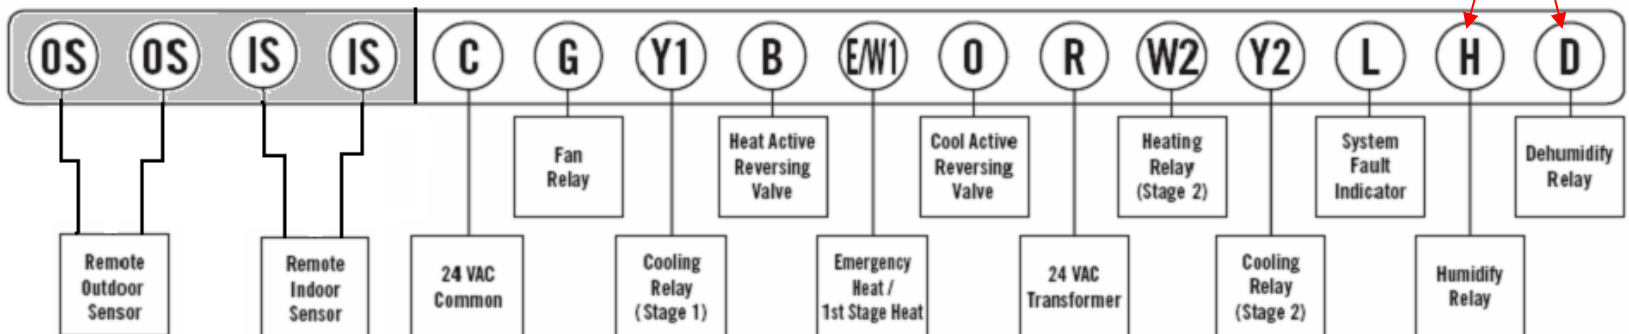 OS OS IS IS C G Y1 B E/W1 O R W2 Y2 L H D
Fan
Relay
Heat Active
Reversing
Valve
Cool Active
Reversing
Valve
Heating
Relay
(Stage 2)
System
Fault
Indicator
Dehumidify
Relay
Remote
Outdoor
Sensor
Remote
Indoor
Sensor
24 VAC
Common
Cooling
Relay
(Stage 1)
Emergency
Heat /
1st Stage Heat
24 VAC
Transformer
Cooling
Relay
(Stage 2)
Humidify
Relay